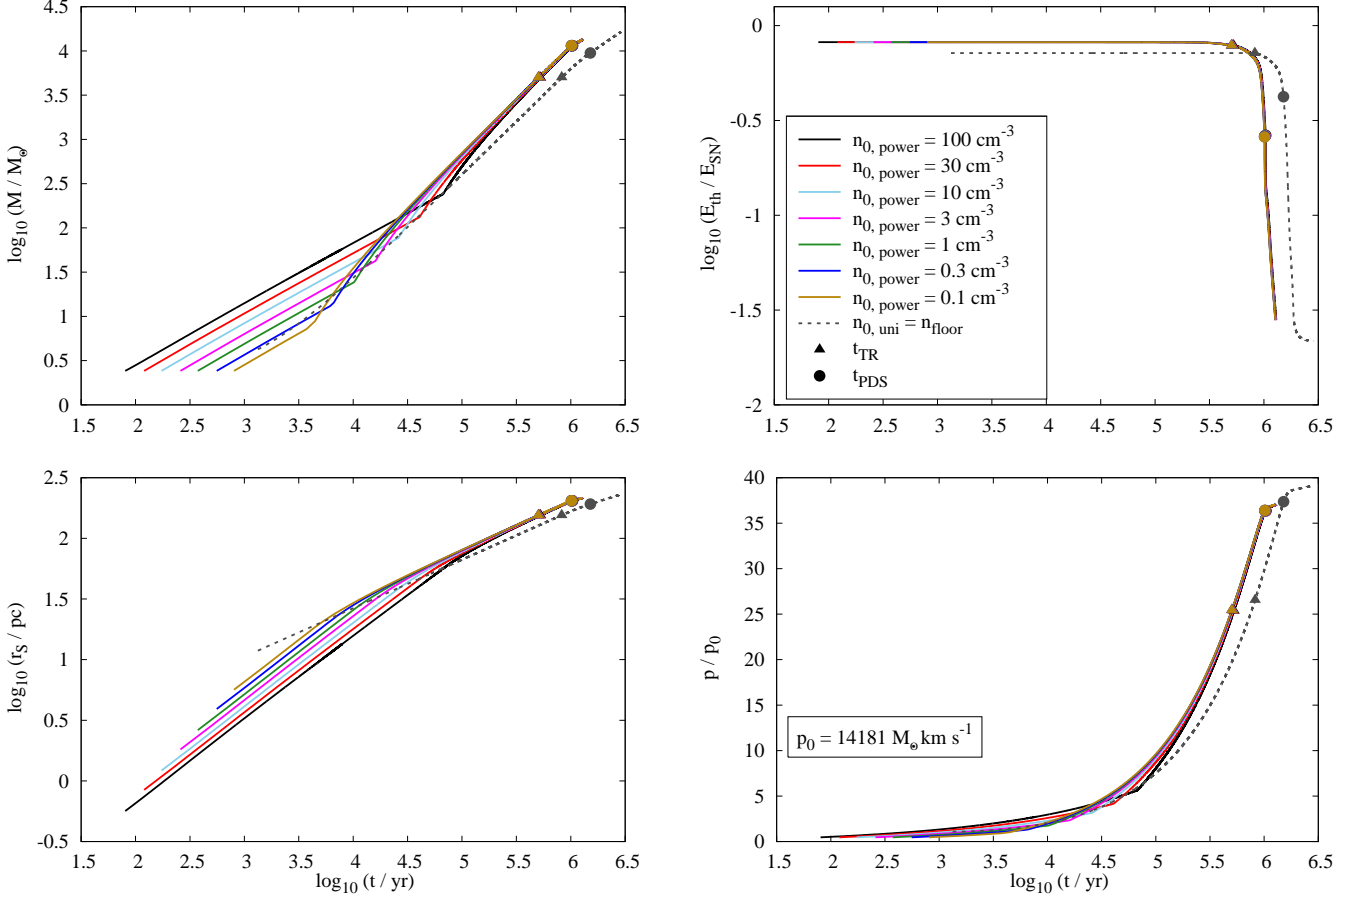 log10 (M / M⊙)
4.5
4
3.5
3
2.5
2
1.5
1
0.5
0
1.5 2 2.5 3 3.5 4 4.5 5 5.5 6 6.5
log10 (Eth / ESN)
0
-0.5
-1
-1.5
-2
1.5 2 2.5 3 3.5 4 4.5 5 5.5 6 6.5
n0, power = 100 cm-3
n0, power = 30 cm-3
n0, power = 10 cm-3
n0, power = 3 cm-3
n0, power = 1 cm-3
n0, power = 0.3 cm-3
n0, power = 0.1 cm-3
n0, uni = nfloor
tTR
tPDS
log10 (rS / pc)
2.5
2
1.5
1
0.5
0
-0.5
1.5 2 2.5 3 3.5 4 4.5 5 5.5 6 6.5
log10 (t / yr)
p / p0
40
35
30
25
20
15
10
5
0
p0 = 14181 M⊙ km s-1
1.5 2 2.5 3 3.5 4 4.5 5 5.5 6 6.5
log10 (t / yr)